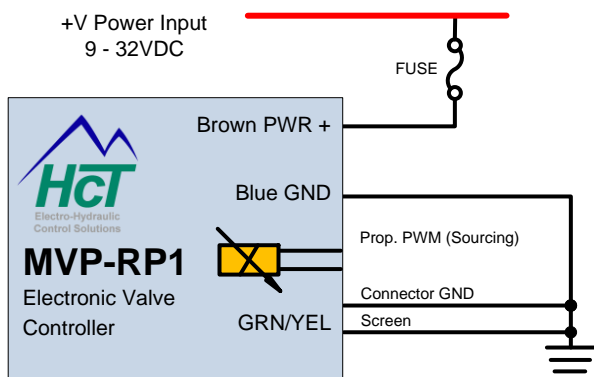 +V Power Input
9 - 32VDC
FUSE
Brown PWR +
HCT
Electro-Hydraulic
Control Solutions
Blue GND
Prop. PWM (Sourcing)
MVP-RP1
Electronic Valve
Controller
Connector GND
GRN/YEL
Screen